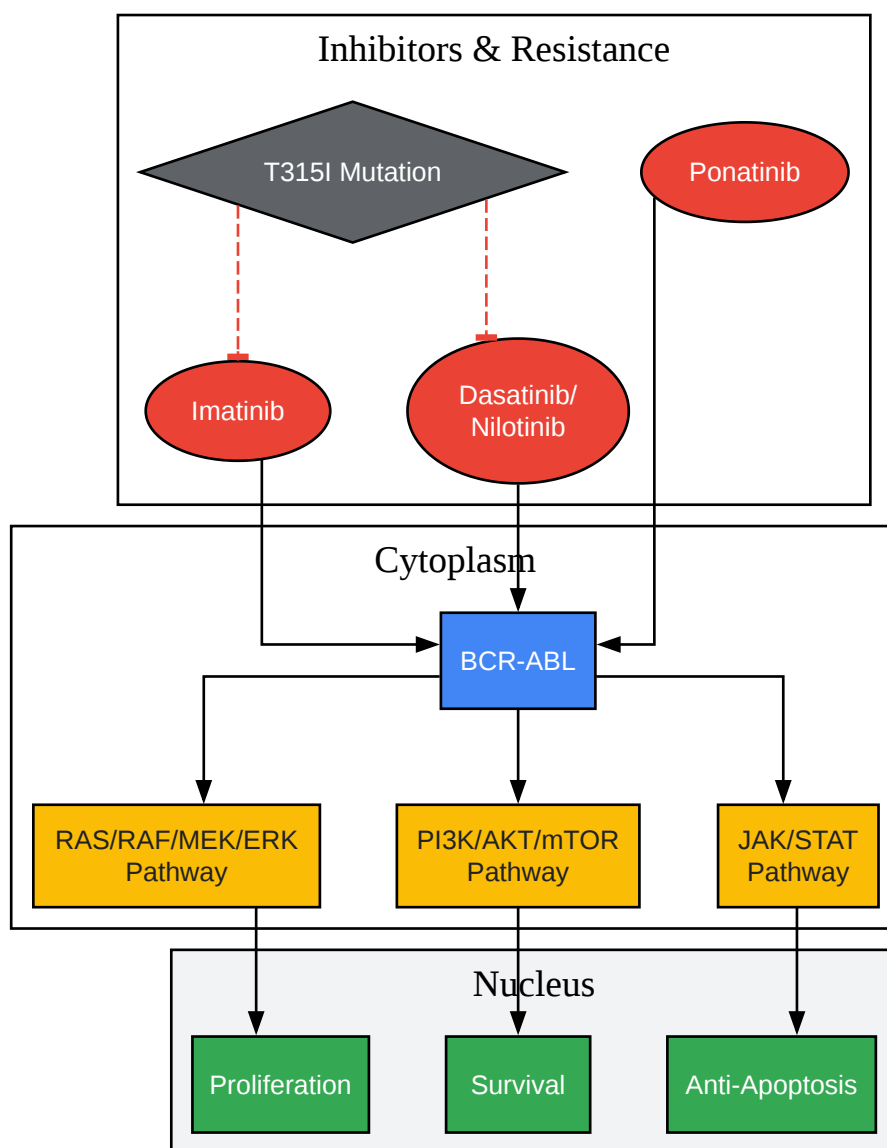 Inhibitors & Resistance
T315I Mutation
Ponatinib
Imatinib
Dasatinib/
Nilotinib
Cytoplasm
BCR-ABL
RAS/RAF/MEK/ERK
Pathway
PI3K/AKT/mTOR
Pathway
JAK/STAT
Pathway
Nucleus
Proliferation
Survival
Anti-Apoptosis